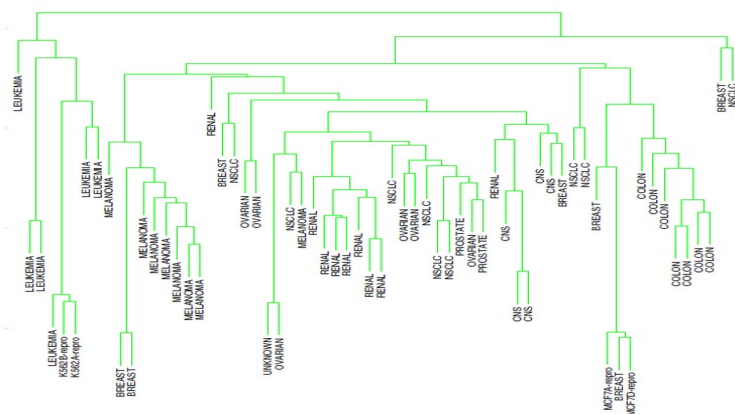 LEUKEMIA
LEUKEMIA
LEUKEMIA
LEUKEMIA
K562B-repro
K562A-repro
LEUKEMIA
LEUKEMIA
MELANOMA
BREAST
BREAST
MELANOMA
MELANOMA
MELANOMA
MELANOMA
MELANOMA
MELANOMA
RENAL
BREAST
NSCLC
OVARIAN
OVARIAN
UNKNOWN
OVARIAN
NSCLC
MELANOMA
RENAL
RENAL
RENAL
RENAL
RENAL
RENAL
RENAL
NSCLC
OVARIAN
OVARIAN
NSCLC
NSCLC
NSCLC
PROSTATE
OVARIAN
PROSTATE
RENAL
CNS
CNS
CNS
CNS
CNS
BREAST
NSCLC
NSCLC
BREAST
MCF7A-repro
BREAST
MCF7D-repro
COLON
COLON
COLON
COLON
COLON
COLON
COLON
BREAST
NSCLC